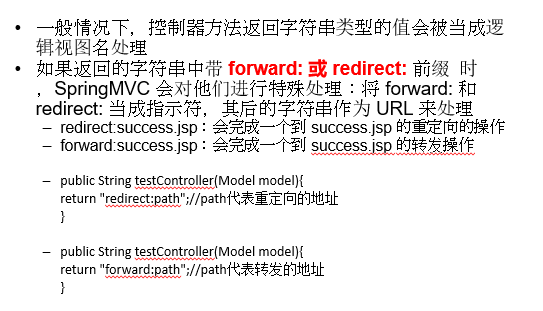 • 一般情况下，控制器方法返回字符串类型的值会被当成逻
辑视图名处理
• 如果返回的字符串中带 forward: 或 redirect: 前缀 时
，SpringMVC 会对他们进行特殊处理：将 forward: 和
redirect: 当成指示符，其后的字符串作为 URL 来处理
– redirect:success.jsp：会完成一个到 success.jsp 的重定向的操作
– forward:success.jsp：会完成一个到 success.jsp 的转发操作
– public String testController(Model model){
return "redirect:path";//path代表重定向的地址
}
– public String testController(Model model){
return "forward:path";//path代表转发的地址
}